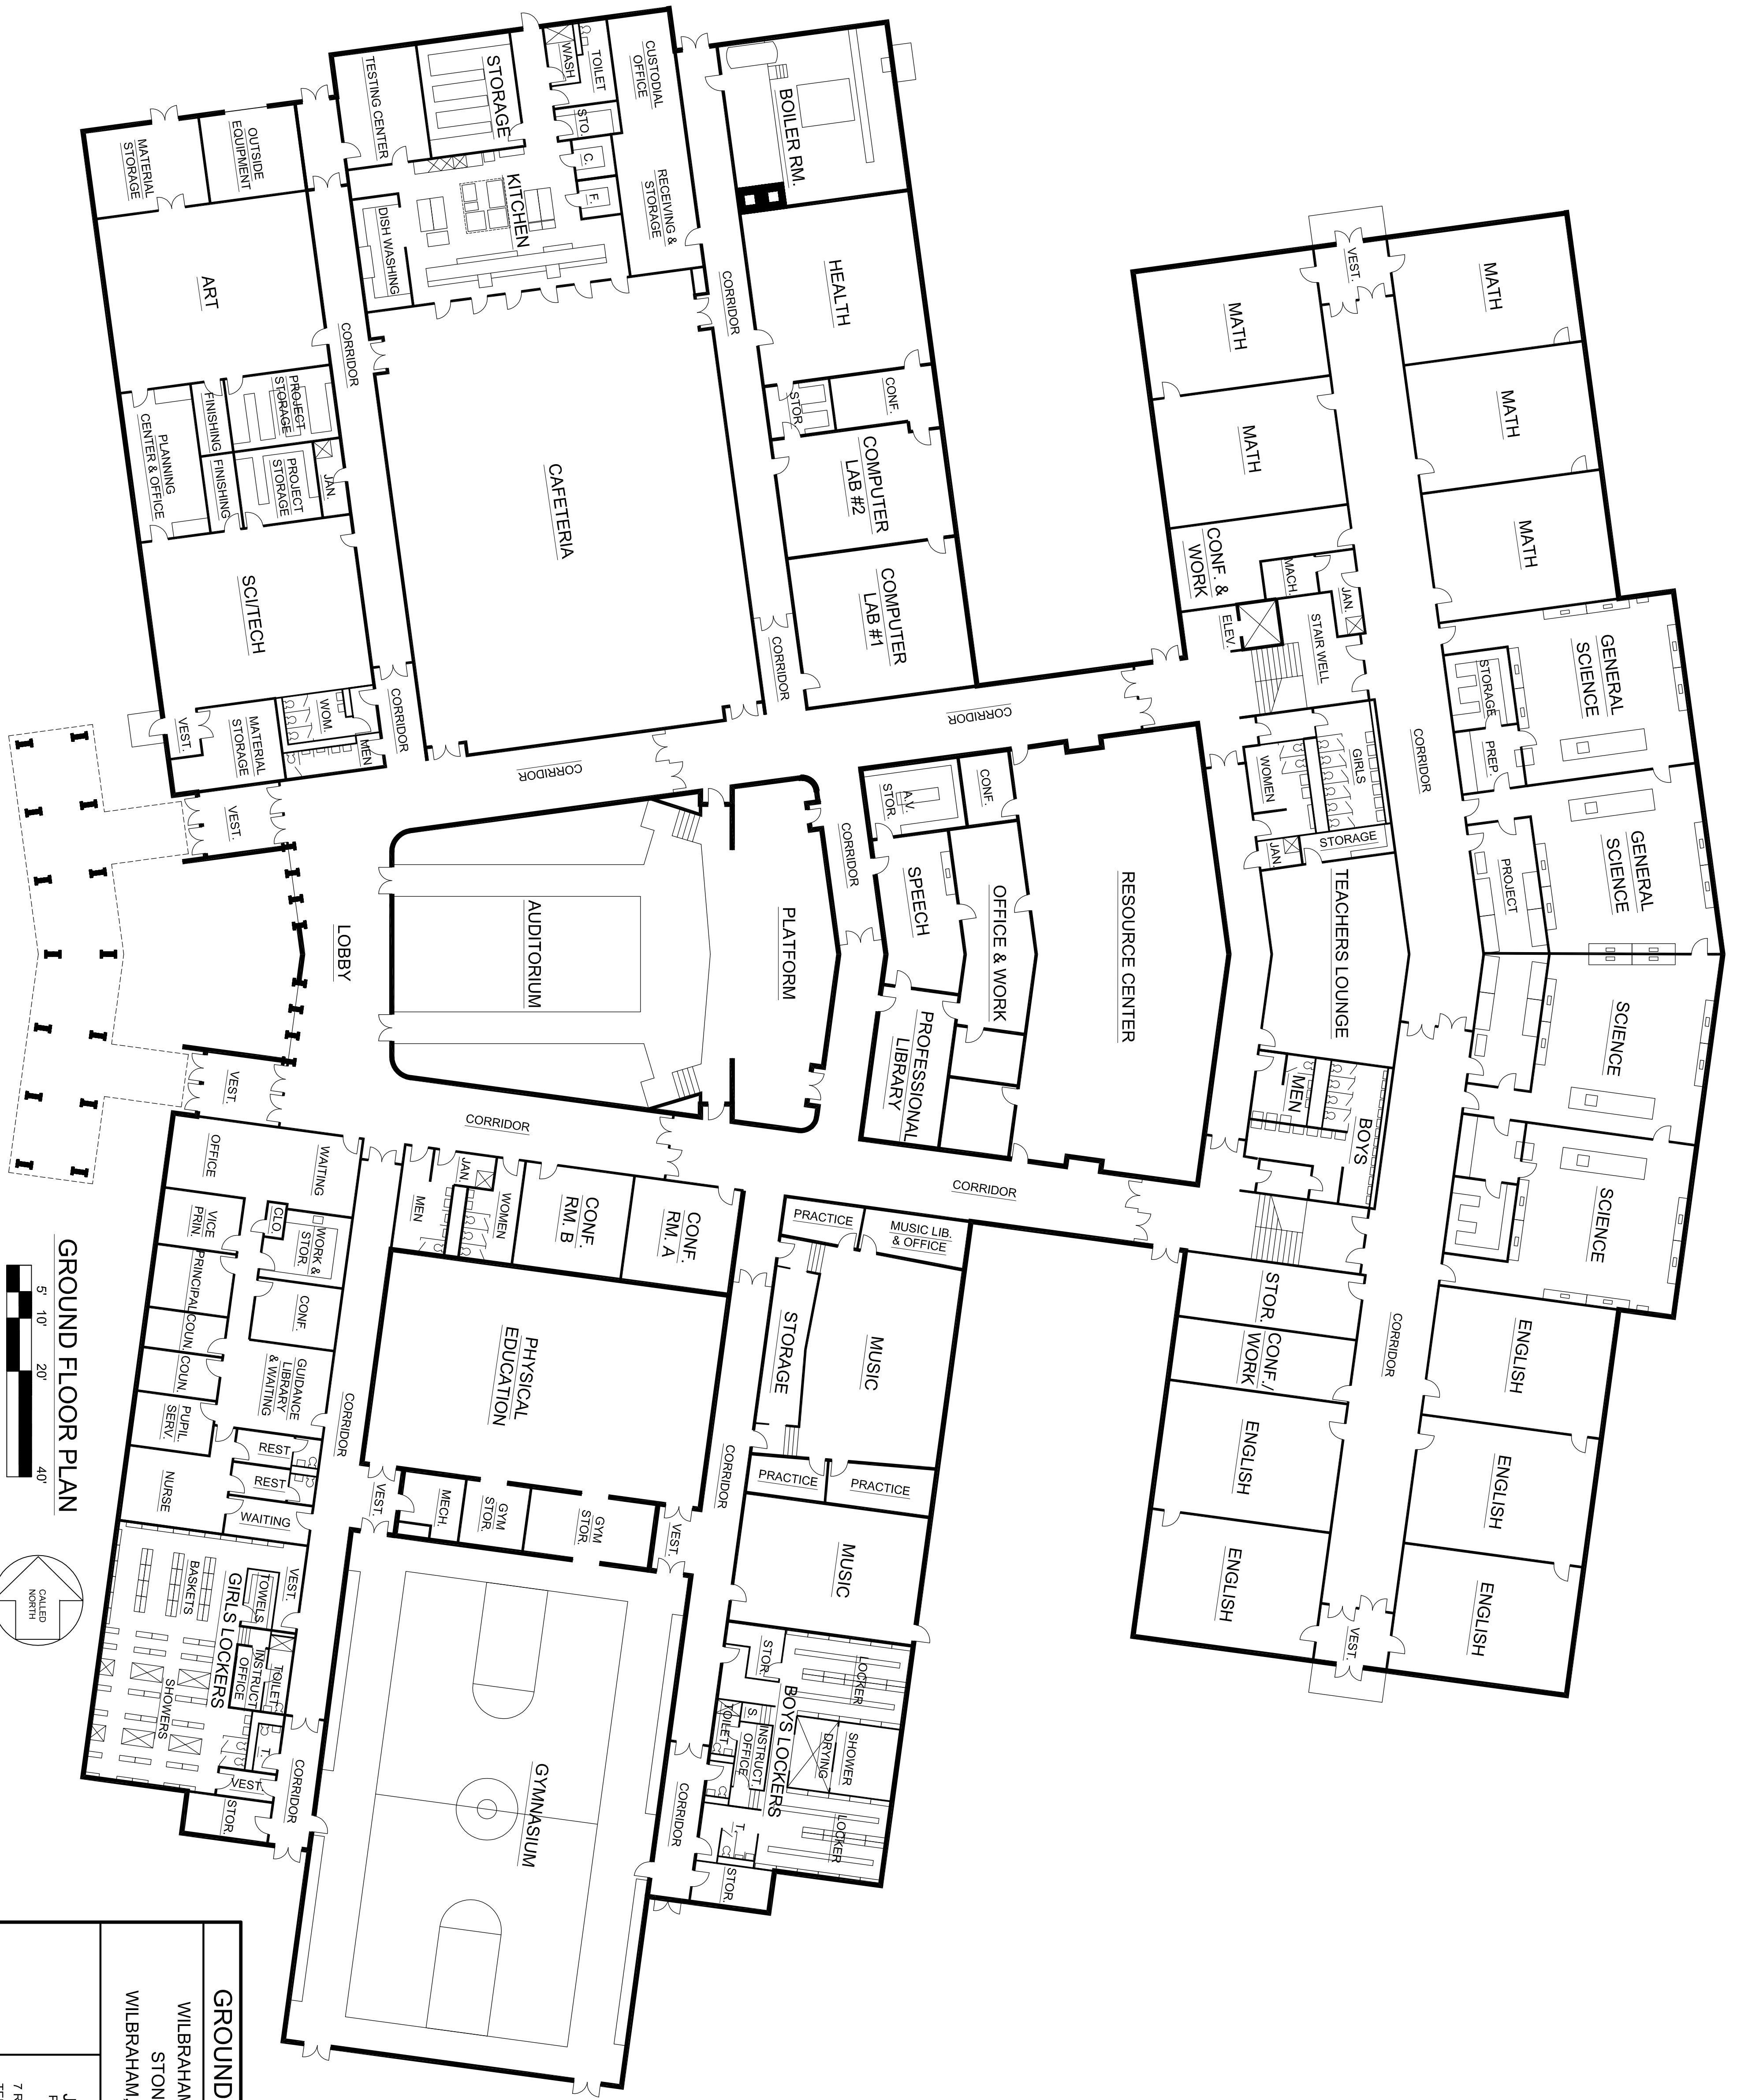 TESTING CENTER
STORAGE
WASH
TOILET
CUSTODIAL
OFFICE
BOILER RM.
MATERIAL
STORAGE
OUTSIDE
EQUIPMENT
STO.
C.
F.
RECEIVING &
STORAGE
KITCHEN
DISH WASHING
ART
CORRIDOR
CORRIDOR
HEALTH
PROJECT
STORAGE
FINISHING
PLANNING
CENTER & OFFICE
FINISHING
PROJECT
STORAGE
JAN.
CAFETERIA
STOR
CONF.
COMPUTER
LAB #2
COMPUTER
LAB #1
CORRIDOR
SCI/TECH
VEST.
MATERIAL
STORAGE
WOM.
MEN
CORRIDOR
CORRIDOR
CORRIDOR
VEST.
MATH
MATH
MATH
MATH
MATH
CONF. &
WORK
MACH.
JAN.
ELEV.
STAIR WELL
GENERAL
SCIENCE
STORAGE
PREP.
CORRIDOR
GIRLS
WOMEN
JAN.
STORAGE
PROJECT
GENERAL
SCIENCE
TEACHERS LOUNGE
SCIENCE
SCIENCE
MEN
BOYS
VEST.
LOBBY
AUDITORIUM
PLATFORM
CORRIDOR
A.V.
STOR.
CONF.
SPEECH
OFFICE & WORK
PROFESSIONAL
LIBRARY
RESOURCE CENTER
VEST.
CORRIDOR
CORRIDOR
OFFICE
WAITING
VICE
PRIN.
CLO.
WORK &
STOR.
PRINCIPAL
CONF.
COUN.
COUN.
GUIDANCE
LIBRARY
& WAITING
PUPIL.
SERV.
REST
REST
NURSE
WAITING
CORRIDOR
MEN
JAN.
WOMEN
CONF.
RM. B
CONF.
RM. A
PHYSICAL
EDUCATION
PRACTICE
MUSIC LIB.
& OFFICE
STORAGE
MUSIC
PRACTICE
PRACTICE
CORRIDOR
MUSIC
VEST.
MECH.
GYM
STOR
GYM
STOR
VEST.
STOR.
CONF./
WORK
CORRIDOR
ENGLISH
ENGLISH
ENGLISH
ENGLISH
ENGLISH
VEST.
BASKETS
GIRLS LOCKERS
TOWELS
VEST.
INSTRUCT
OFFICE
TOILET
SHOWERS
T.
VEST
STOR.
CORRIDOR
GYMNASIUM
STOR.
LOCKER
BOYS LOCKERS
S.
TOILET
INSTRUCT.
OFFICE
DRYING
SHOWER
LOCKER
T.
STOR.
CORRIDOR
GROUND FLOOR PLAN
5' 10' 20' 40'
CALLED
NORTH
GROUND
WILBRAHAM
STON
WILBRAHAM,
7 R